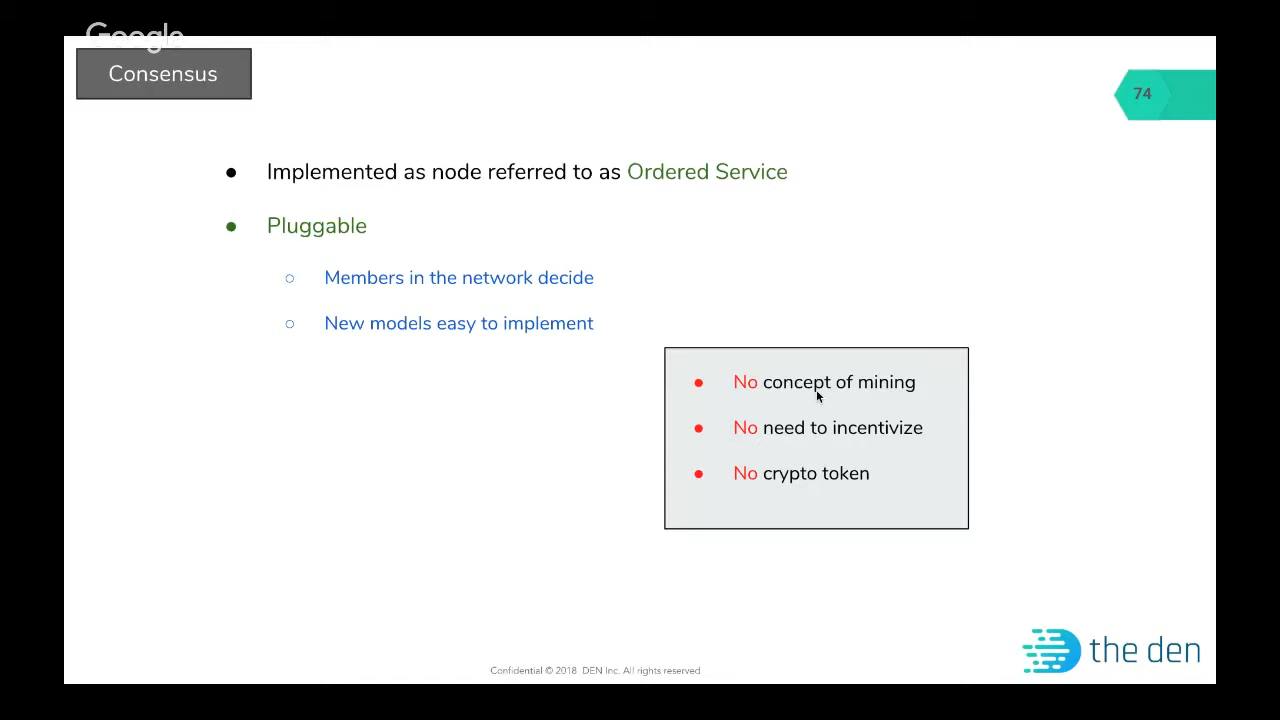 Google
Consensus
74
Implemented as node referred to as Ordered Service
Pluggable
Members in the network decide
New models easy to implement
No concept of mining
No need to incentivize
No crypto token
the den
Confidential © 2018 DEN Inc. All rights reserved